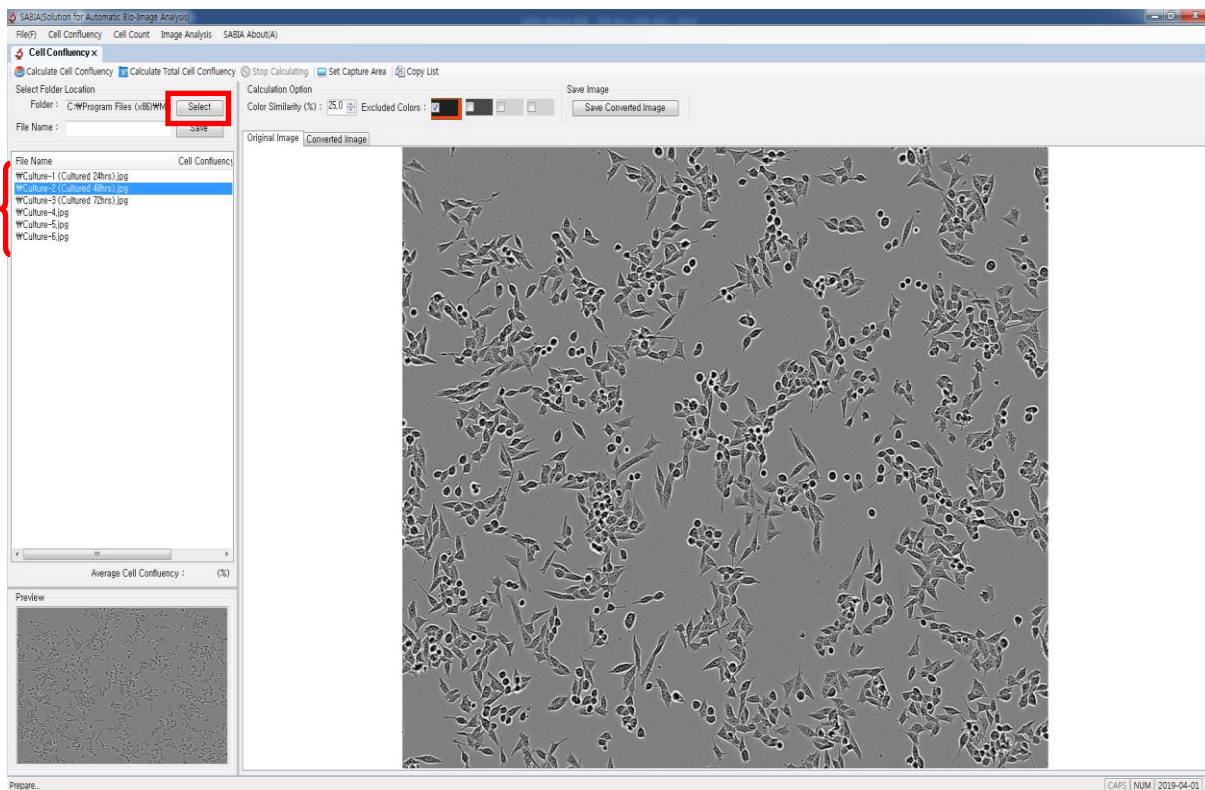 SABIA(Solution for Automatic Bio-Image Analysis)
File(F) Cell Confluency Cell Count Image Analysis SABIA About(A)
Cell Confluency x
Calculate Cell Confluency Calculate Total Cell Confluency Stop Calculating Set Capture Area Copy List
Select Folder Location
Folder : C:₩Program Files (x86)₩M Select
File Name : Save
Calculation Option
Color Similarity (%) : 25,0 Excluded Colors :
Save Image
Save Converted Image
Original Image Converted Image
File Name Cell Confluency
₩Culture-1 (Cultured 24hrs).jpg
₩Culture-2 (Cultured 48hrs).jpg
₩Culture-3 (Cultured 72hrs).jpg
₩Culture-4.jpg
₩Culture-5.jpg
₩Culture-6.jpg
Average Cell Confluency : (%)
Preview
Prepare...
CAPS NUM 2019-04-01